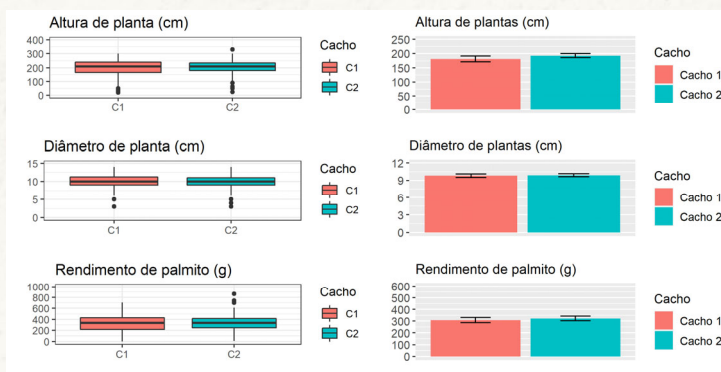 Altura de planta (cm)
400
300
200
100
0
C1
C2
Cacho
C1
C2
Altura de plantas (cm)
250
200
150
100
50
0
Cacho
Cacho 1
Cacho 2
Diâmetro de planta (cm)
15
10
5
0
C1
C2
Cacho
C1
C2
Diâmetro de plantas (cm)
12
9
6
3
0
Cacho
Cacho 1
Cacho 2
Rendimento de palmito (g)
1000
800
600
400
200
0
C1
C2
Cacho
C1
C2
Rendimento de palmito (g)
600
500
400
300
200
100
0
Cacho
Cacho 1
Cacho 2